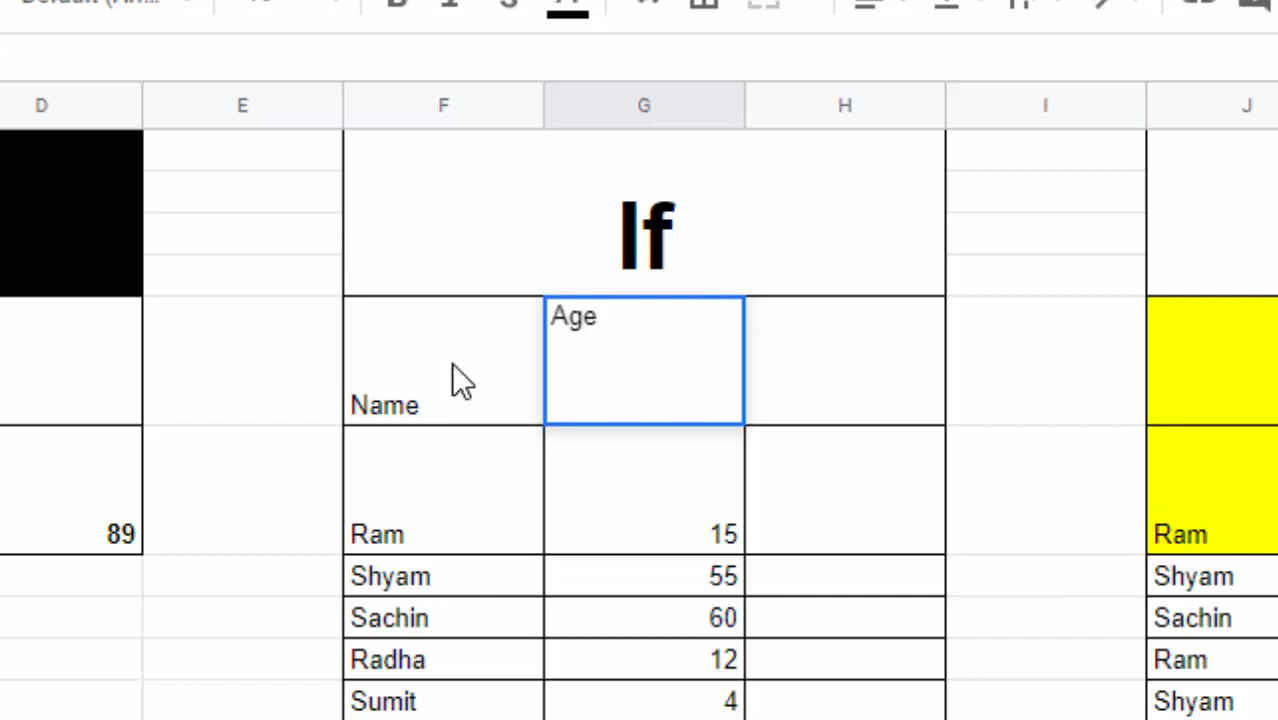 D E F G H I J
If
Age
Name
89 Ram 15 Ram
Shyam 55 Shyam
Sachin 60 Sachin
Radha 12 Ram
Sumit 4 Shyam